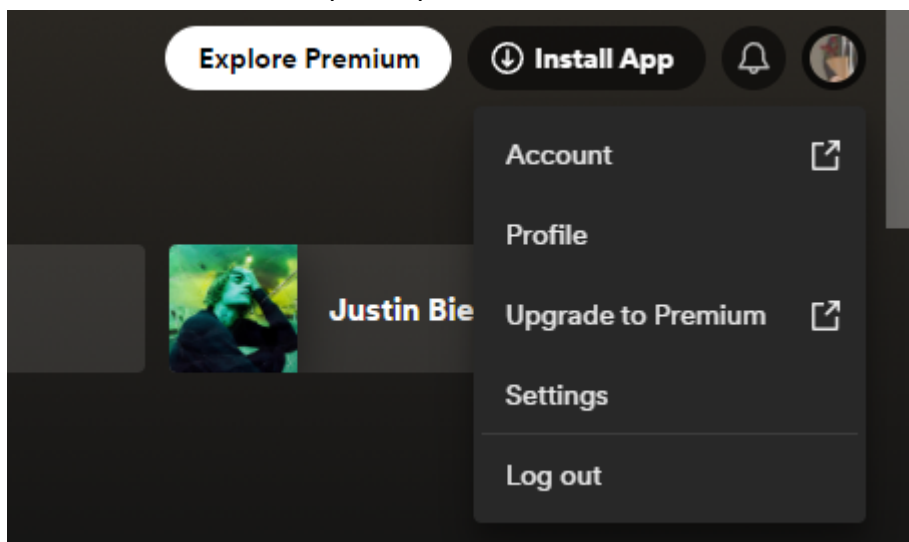 Explore Premium
Install App
Account
Profile
Justin Bie
Upgrade to Premium
Settings
Log out